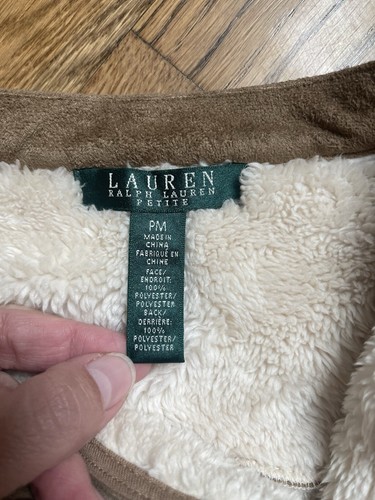 LAUREN
RALPH LAUREN
PETITE
PM
MADE IN
CHINA
FABRIQUÉ EN
CHINE
FACE/
ENDROIT:
100%
POLYESTER/
POLYESTER
BACK/
DERRIÈRE:
100%
POLYESTER/
POLYESTER